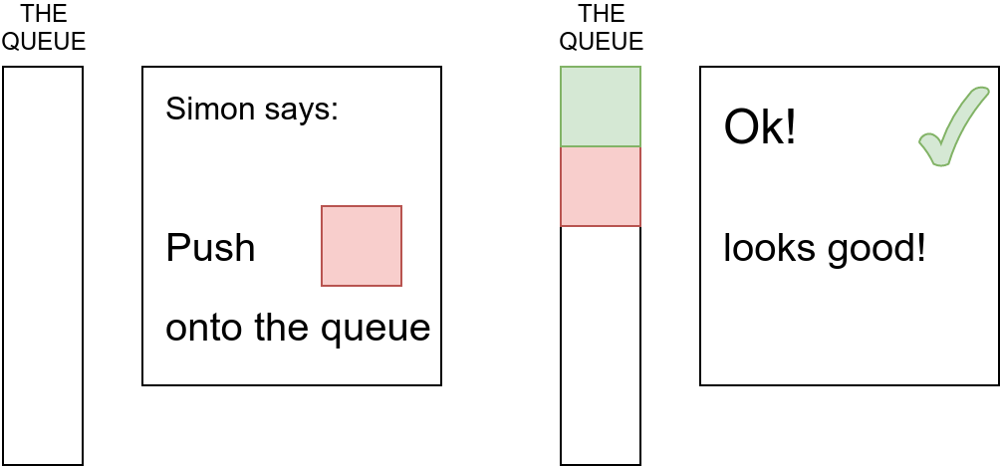 THE
QUEUE
Simon says:
Push
onto the queue
THE
QUEUE
Ok!
looks good!